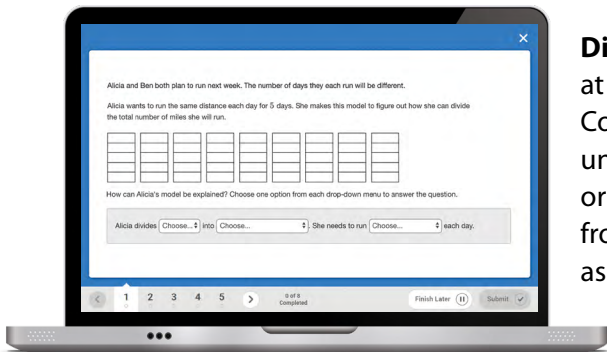 Alicia and Ben both plan to run next week. The number of days they each run will be different.
Alicia wants to run the same distance each day for 5 days. She makes this model to figure out how she can divide
the total number of miles she will run.
How can Alicia's model be explained? Choose one option from each drop-down menu to answer the question.
Alicia divides Choose... into Choose... . She needs to run Choose... each day.
1 2 3 4 5
0 of 8
Completed
Finish Later
Submit
Di
at
Co
un
or
fro
as